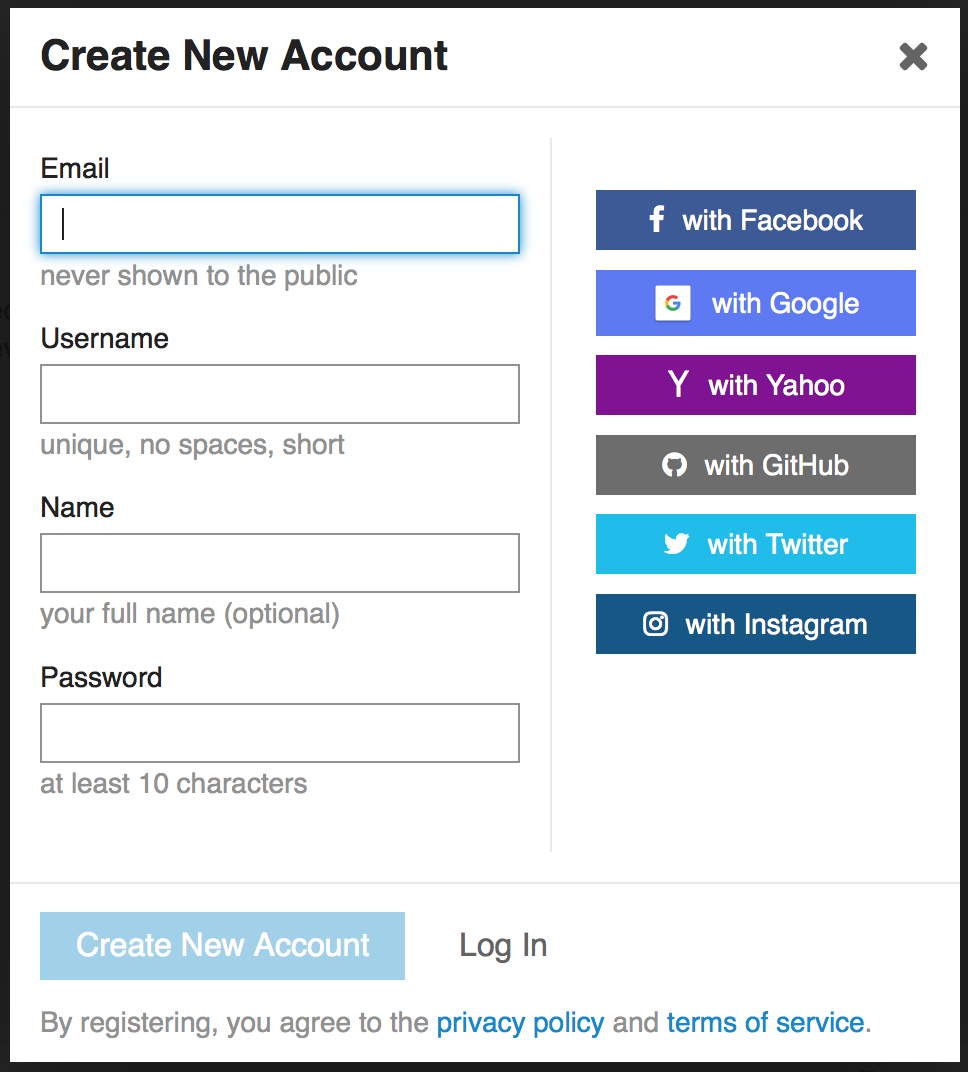 Create New Account
Email
never shown to the public
Username
unique, no spaces, short
Name
your full name (optional)
Password
at least 10 characters
with Facebook
with Google
with Yahoo
with GitHub
with Twitter
with Instagram
Create New Account Log In
By registering, you agree to the privacy policy and terms of service.